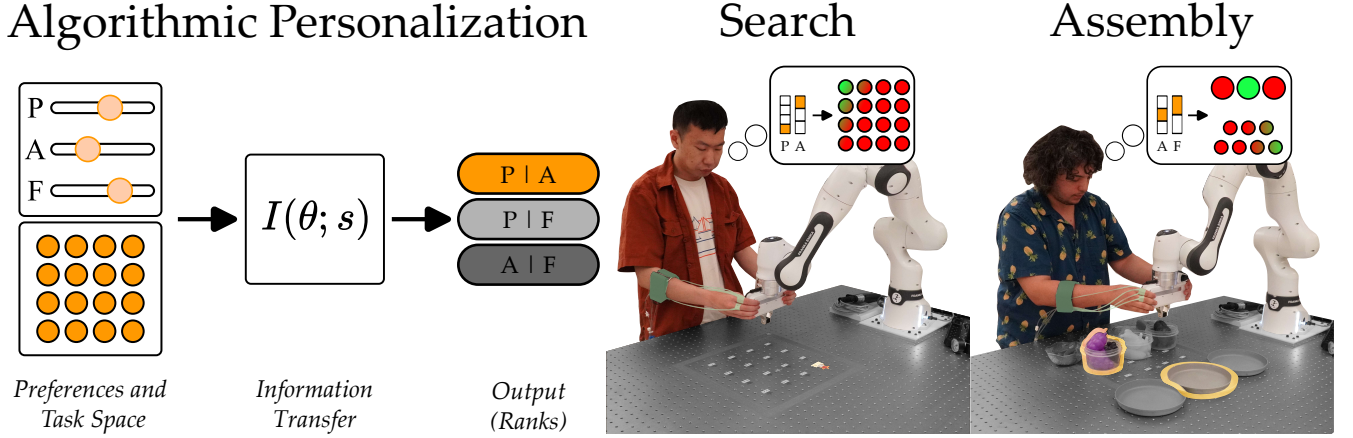 Algorithmic Personalization
Search
Assembly
P
A
F
I(θ; s)
P | A
P | F
A | F
P A
A F
Preferences and
Task Space
Information
Transfer
Output
(Ranks)